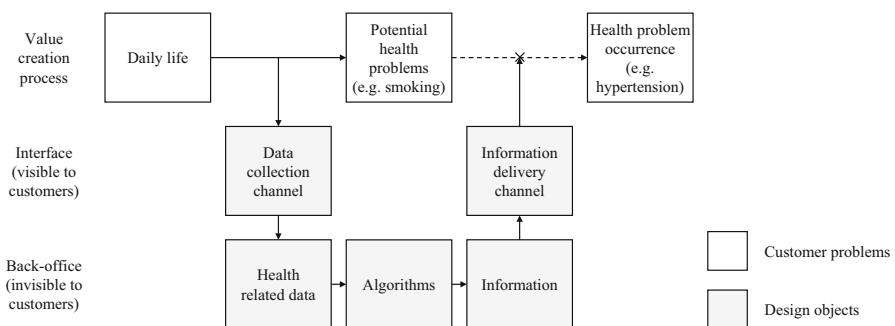 Value
creation
process
Daily life
Potential
health
problems
(e.g. smoking)
Health problem
occurrence
(e.g.
hypertension)
Interface
(visible to
customers)
Data
collection
channel
Information
delivery
channel
Back-office
(invisible to
customers)
Health
related data
Algorithms
Information
Customer problems
Design objects